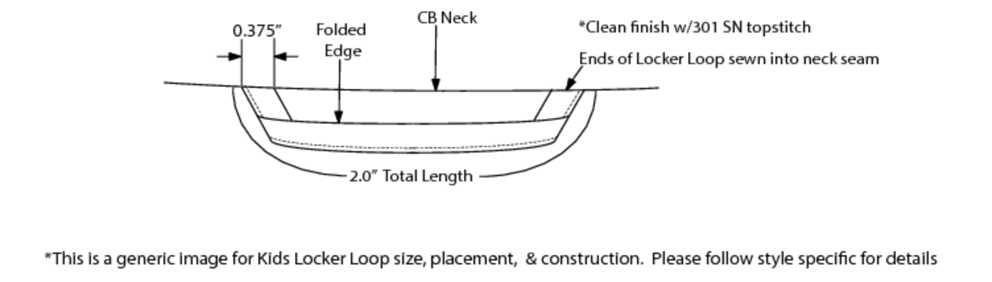 CB Neck
0.375"
Folded
Edge
*Clean finish w/301 SN topstitch
Ends of Locker Loop sewn into neck seam
2.0" Total Length
*This is a generic image for Kids Locker Loop size, placement,  & construction.  Please follow style specific for details